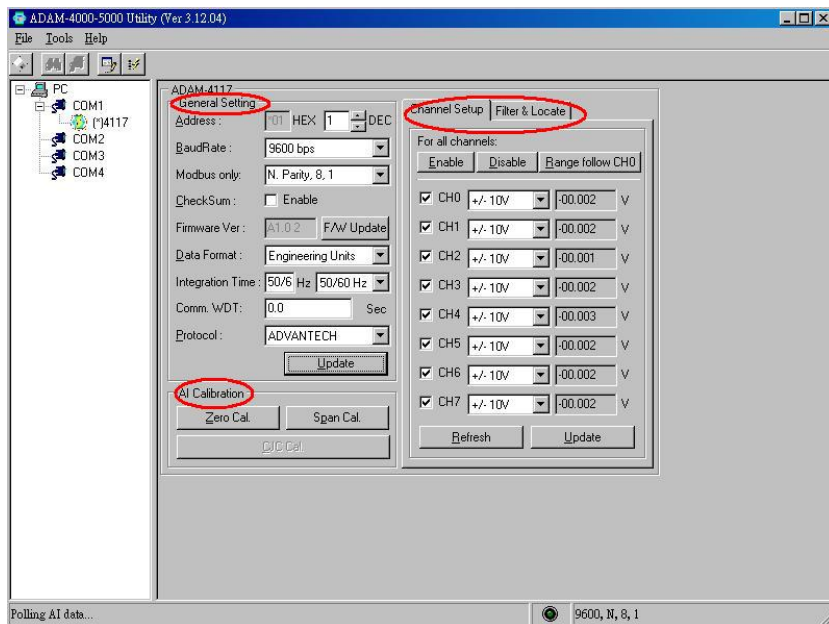 ADAM-4000-5000 Utility (Ver 3.12.04)
File Tools Help
PC
COM1
(*)4117
COM2
COM3
COM4
ADAM-4117
General Setting
Address : *01 HEX 1 DEC
BaudRate : 9600 bps
Modbus only: N. Parity, 8, 1
CheckSum : Enable
Firmware Ver : A1.0 2 F/W Update
Data Format : Engineering Units
Integration Time : 50/6 Hz 50/60 Hz
Comm. WDT: 0.0 Sec
Protocol : ADVANTECH
Update
AI Calibration
Zero Cal. Span Cal.
CJC Cal.
Channel Setup Filter & Locate
For all channels:
Enable Disable Range follow CH0
CH0 +/- 10V -00.002 V
CH1 +/- 10V -00.002 V
CH2 +/- 10V -00.001 V
CH3 +/- 10V -00.002 V
CH4 +/- 10V -00.003 V
CH5 +/- 10V -00.002 V
CH6 +/- 10V -00.002 V
CH7 +/- 10V -00.002 V
Refresh Update
Polling AI data... 9600, N, 8, 1